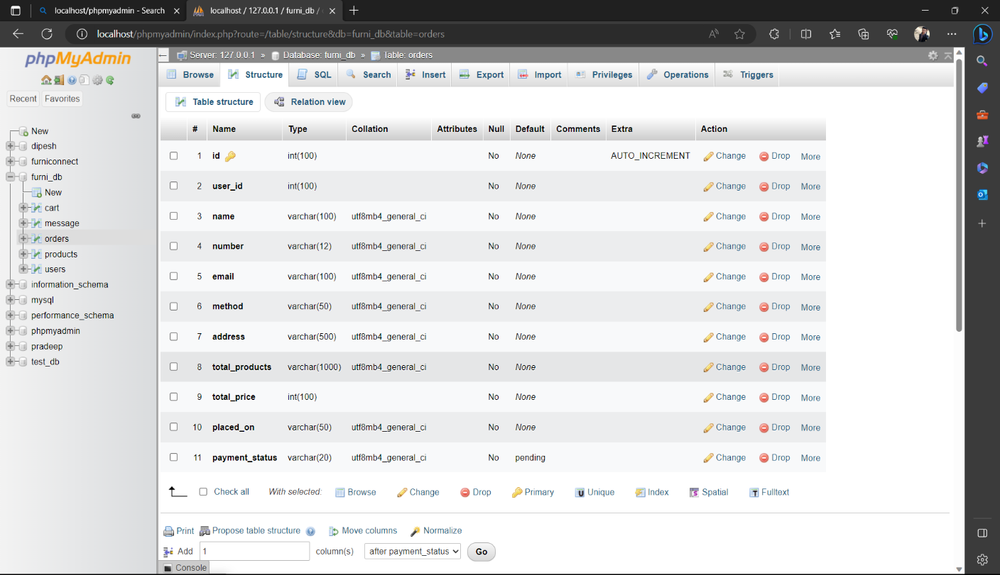 localhost/phpmyadmin - Search
localhost / 127.0.0.1 / furni_db /
localhost/phpmyadmin/index.php?route=/table/structure&db=furni_db&table=orders
phpMyAdmin
Recent Favorites
New
dipesh
furniconnect
furni_db
New
cart
message
orders
products
users
information_schema
mysql
performance_schema
phpmyadmin
pradeep
test_db
Server: 127.0.0.1 » Database: furni_db » Table: orders
Browse Structure SQL Search Insert Export Import Privileges Operations Triggers
Table structure Relation view
# Name Type Collation Attributes Null Default Comments Extra Action
1 id int(100) No None AUTO_INCREMENT Change Drop More
2 user_id int(100) No None Change Drop More
3 name varchar(100) utf8mb4_general_ci No None Change Drop More
4 number varchar(12) utf8mb4_general_ci No None Change Drop More
5 email varchar(100) utf8mb4_general_ci No None Change Drop More
6 method varchar(50) utf8mb4_general_ci No None Change Drop More
7 address varchar(500) utf8mb4_general_ci No None Change Drop More
8 total_products varchar(1000) utf8mb4_general_ci No None Change Drop More
9 total_price int(100) No None Change Drop More
10 placed_on varchar(50) utf8mb4_general_ci No None Change Drop More
11 payment_status varchar(20) utf8mb4_general_ci No pending Change Drop More
Check all With selected: Browse Change Drop Primary Unique Index Spatial Fulltext
Print Propose table structure Move columns Normalize
Add 1 column(s) after payment_status Go
Console